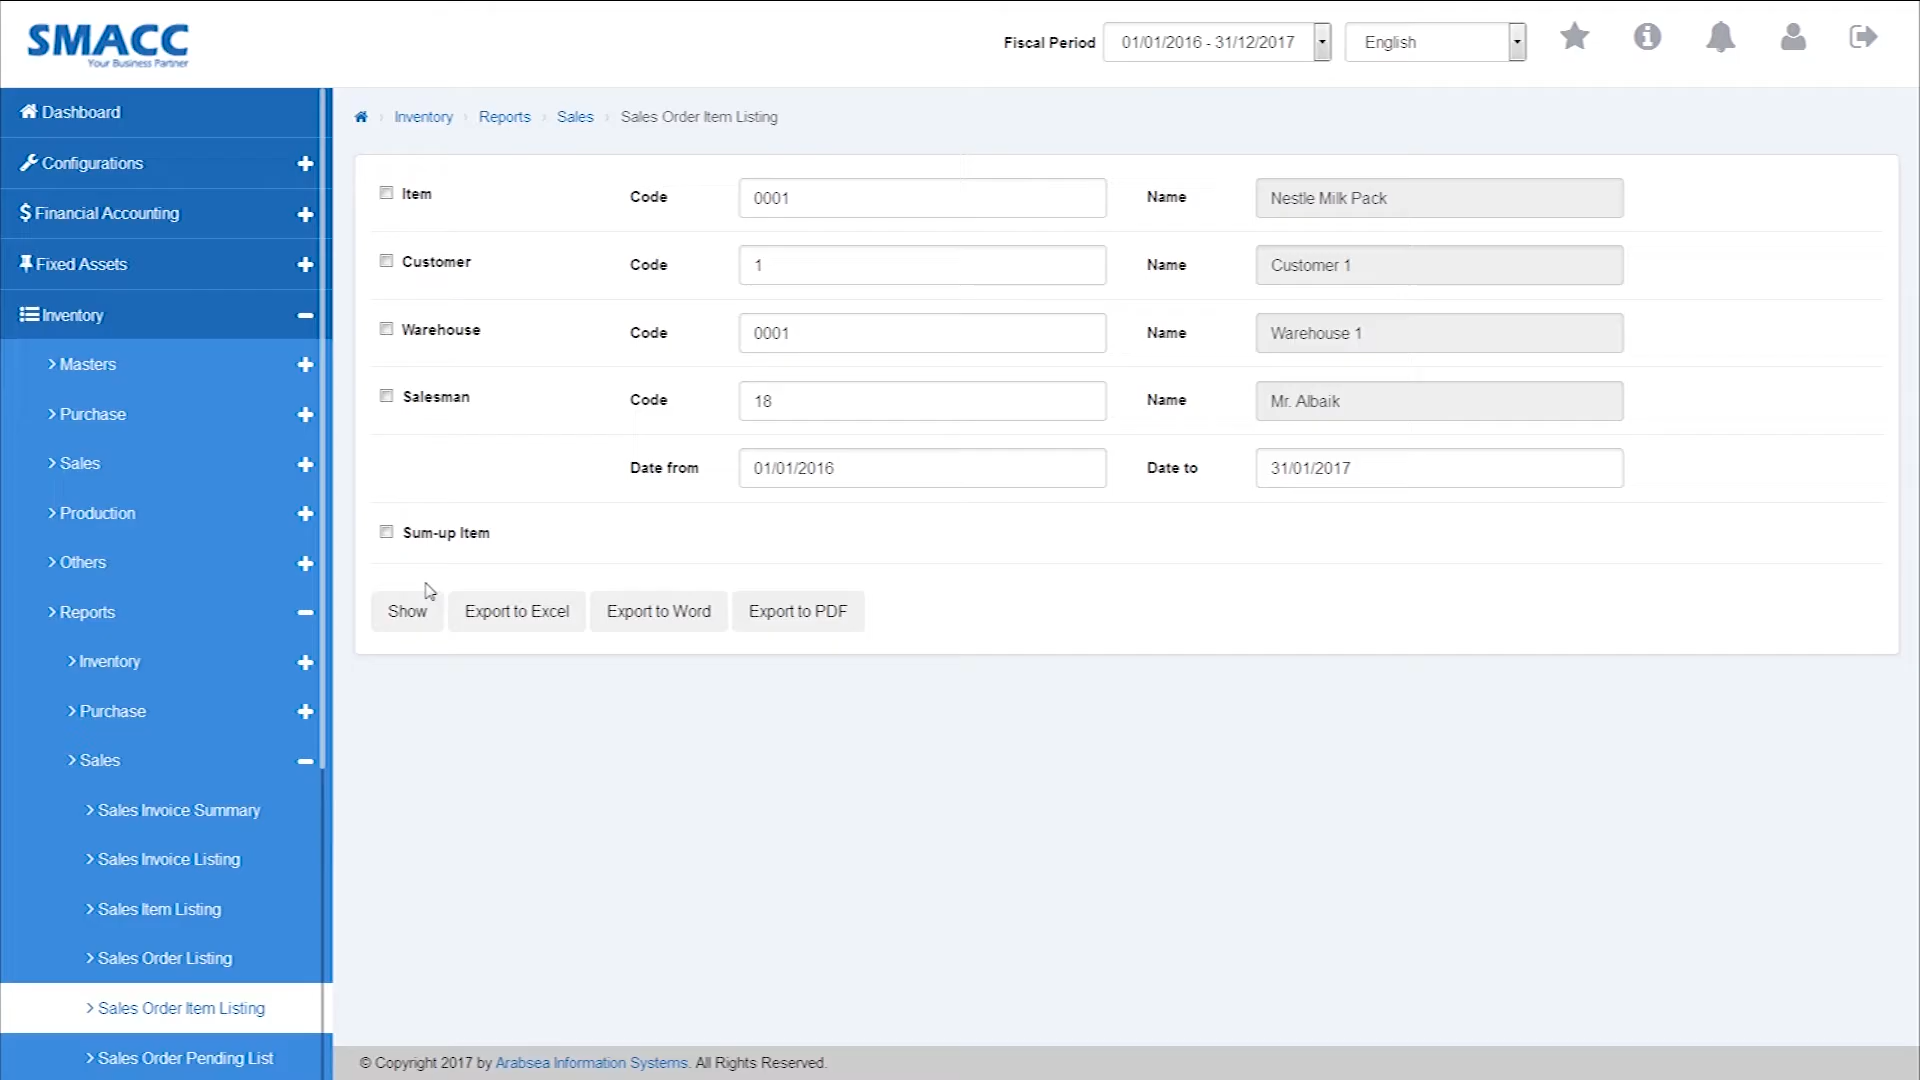 SMACC
Your Business Partner
Fiscal Period 01/01/2016 - 31/12/2017 English
Dashboard
Configurations
Financial Accounting
Fixed Assets
Inventory
Masters
Purchase
Sales
Production
Others
Reports
Inventory
Purchase
Sales
Sales Invoice Summary
Sales Invoice Listing
Sales Item Listing
Sales Order Listing
Sales Order Item Listing
Sales Order Pending List
Inventory Reports Sales Sales Order Item Listing
Item Code 0001 Name Nestle Milk Pack
Customer Code 1 Name Customer 1
Warehouse Code 0001 Name Warehouse 1
Salesman Code 18 Name Mr. Albaik
Date from 01/01/2016 Date to 31/01/2017
Sum-up Item
Show Export to Excel Export to Word Export to PDF
© Copyright 2017 by Arabsea Information Systems. All Rights Reserved.